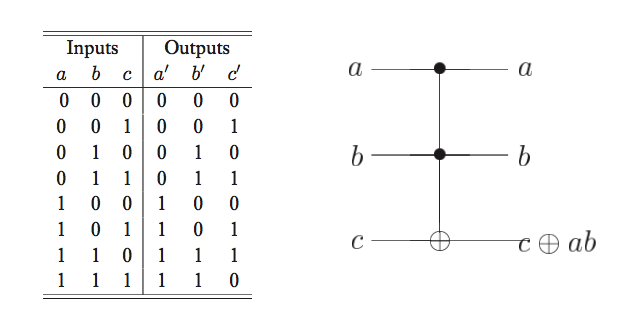 Inputs Outputs
a b c a′ b′ c′
0 0 0 0 0 0
0 0 1 0 0 1
0 1 0 0 1 0
0 1 1 0 1 1
1 0 0 1 0 0
1 0 1 1 0 1
1 1 0 1 1 1
1 1 1 1 1 0
a a
b b
c c ⊕ ab